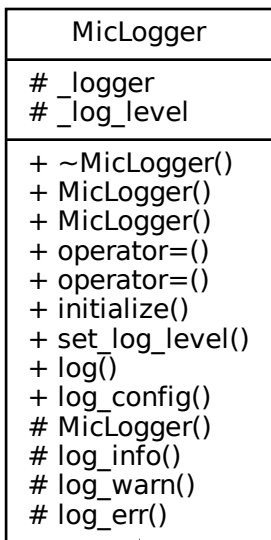 MicLogger
# _logger
# _log_level
+ ~MicLogger()
+ MicLogger()
+ MicLogger()
+ operator=()
+ operator=()
+ initialize()
+ set_log_level()
+ log()
+ log_config()
# MicLogger()
# log_info()
# log_warn()
# log_err()